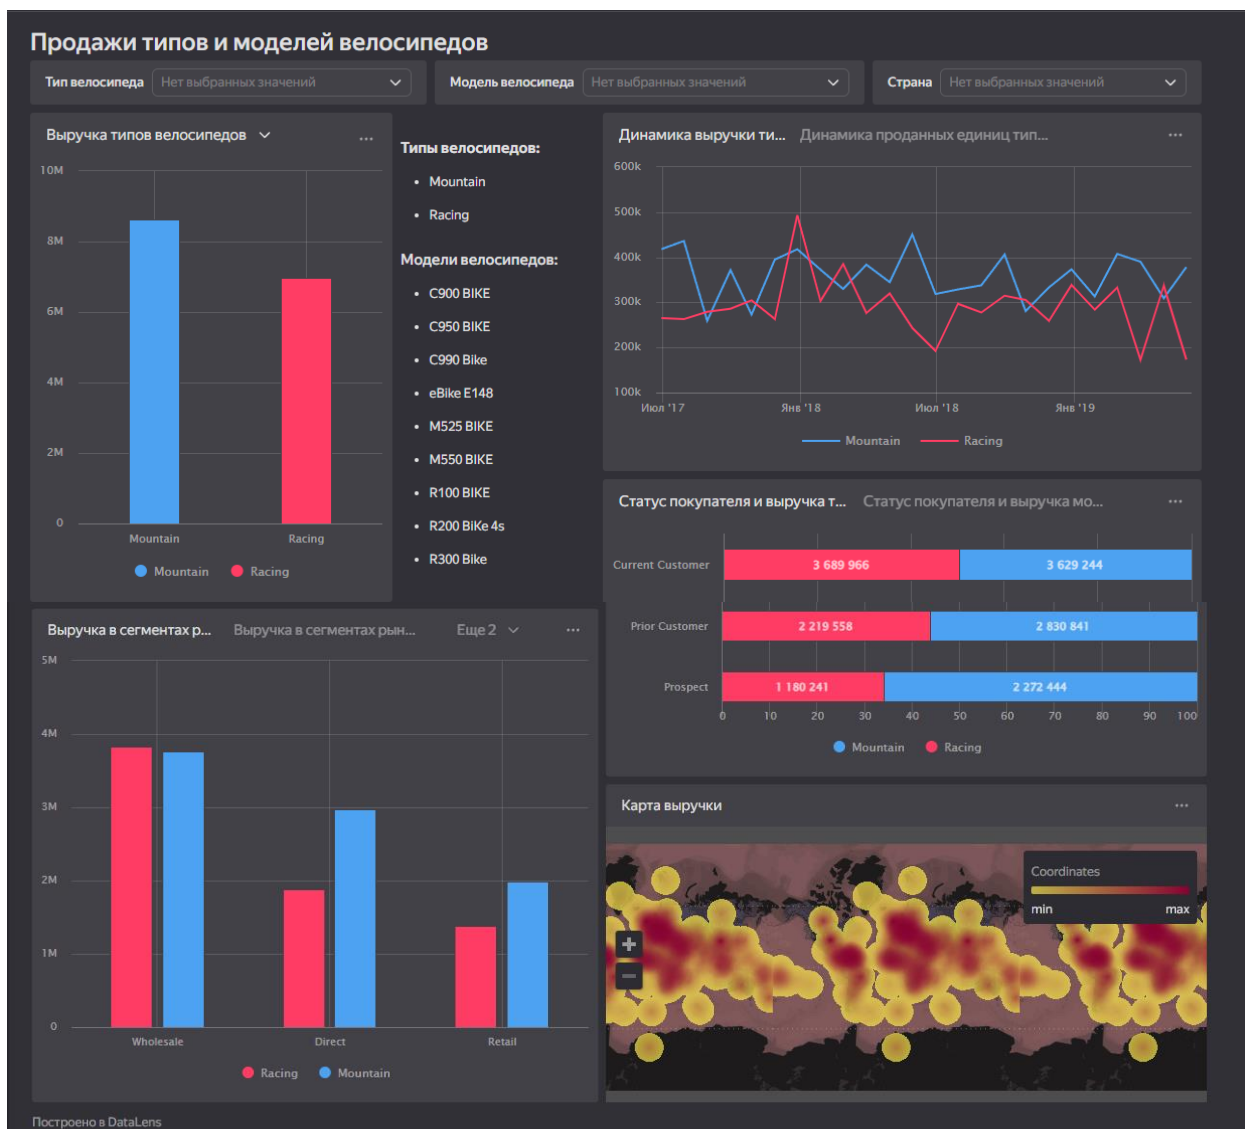 Продажи типов и моделей велосипедов
Тип велосипеда Нет выбранных значений
Модель велосипеда Нет выбранных значений
Страна Нет выбранных значений
Выручка типов велосипедов
10M
8M
6M
4M
2M
0
Mountain Racing
Mountain Racing
Типы велосипедов:
• Mountain
• Racing
Модели велосипедов:
• C900 BIKE
• C950 BIKE
• C990 Bike
• eBike E148
• M525 BIKE
• M550 BIKE
• R100 BIKE
• R200 BiKe 4s
• R300 Bike
Динамика выручки ти... Динамика проданных единиц тип...
600k
500k
400k
300k
200k
100k
Июл '17 Янв '18 Июл '18 Янв '19
Mountain Racing
Статус покупателя и выручка т... Статус покупателя и выручка мо...
Current Customer 3 689 966 3 629 244
Prior Customer 2 219 558 2 830 841
Prospect 1 180 241 2 272 444
0 10 20 30 40 50 60 70 80 90 100
Mountain Racing
Выручка в сегментах р... Выручка в сегментах рын... Еще 2
5M
4M
3M
2M
1M
0
Wholesale Direct Retail
Racing Mountain
Карта выручки
Coordinates
min max
+
−
Построено в DataLens